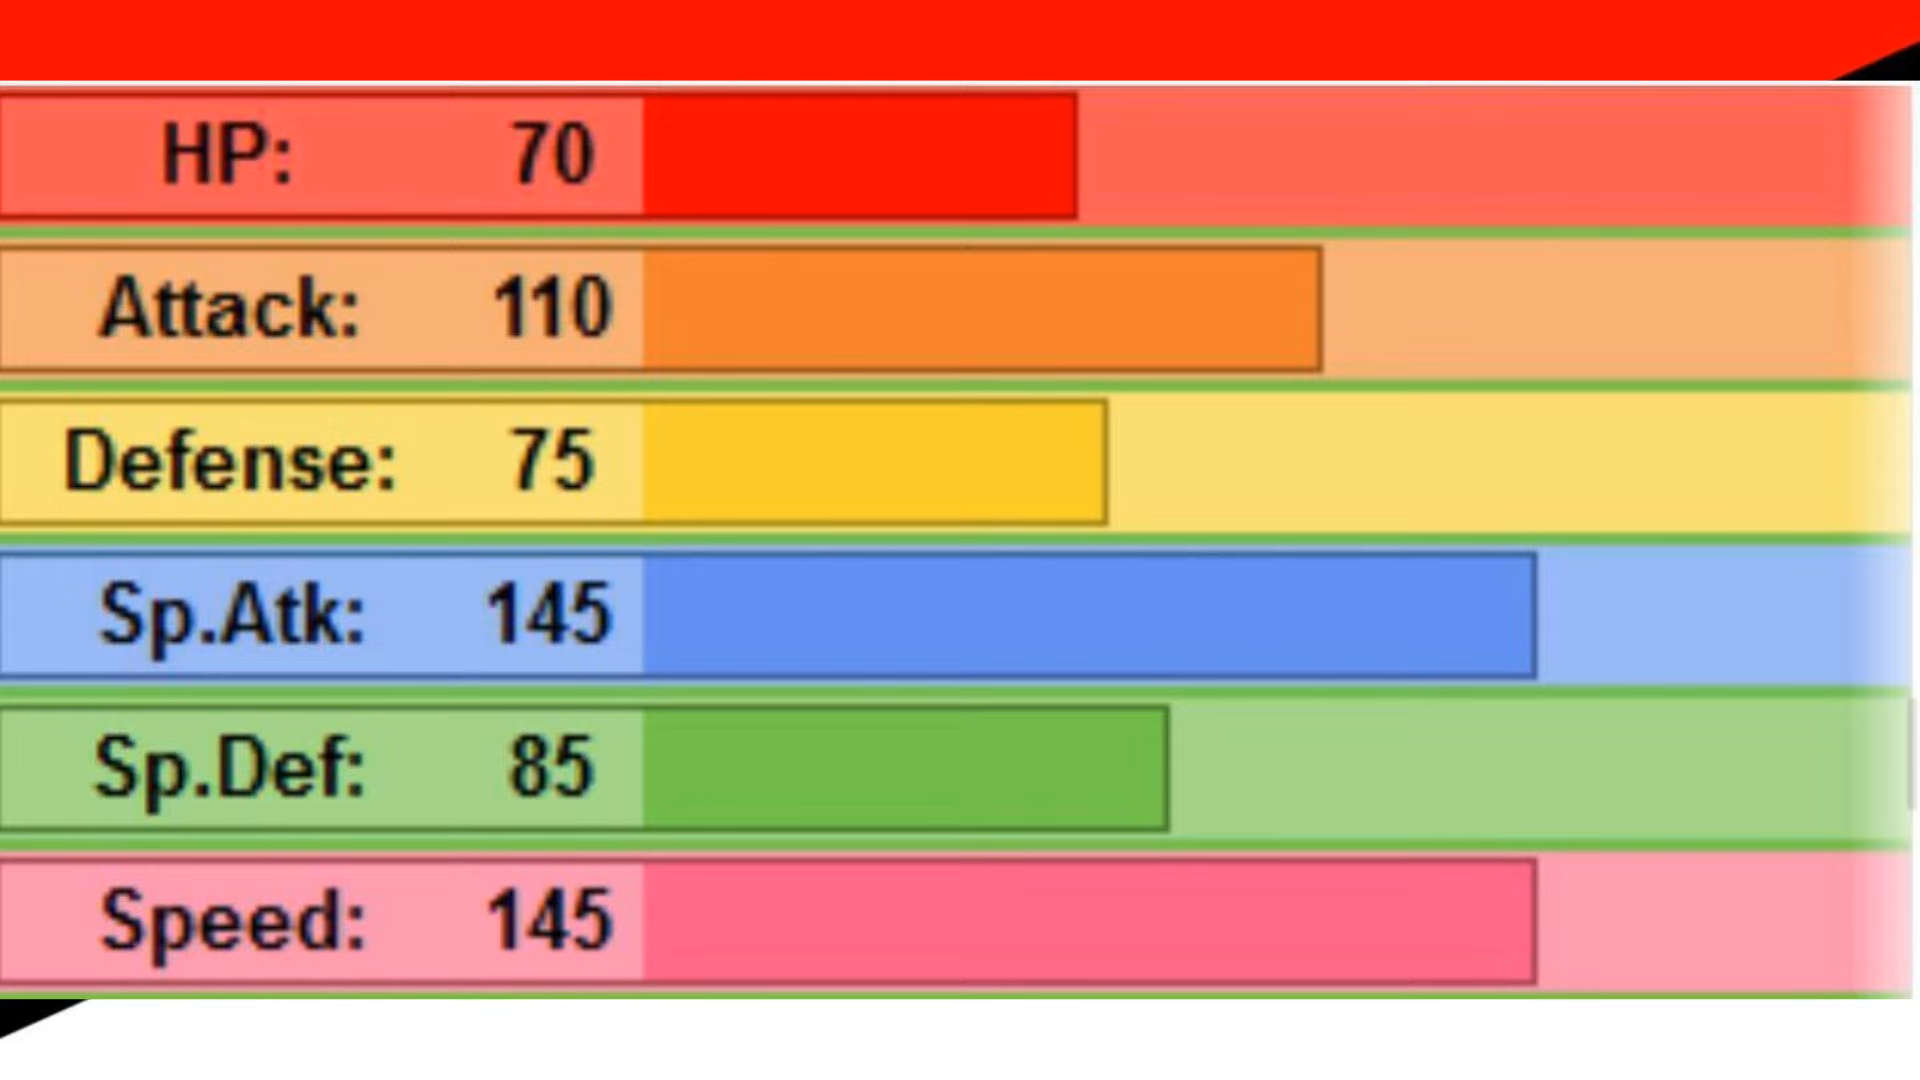 HP: 70
Attack: 110
Defense: 75
Sp.Atk: 145
Sp.Def: 85
Speed: 145